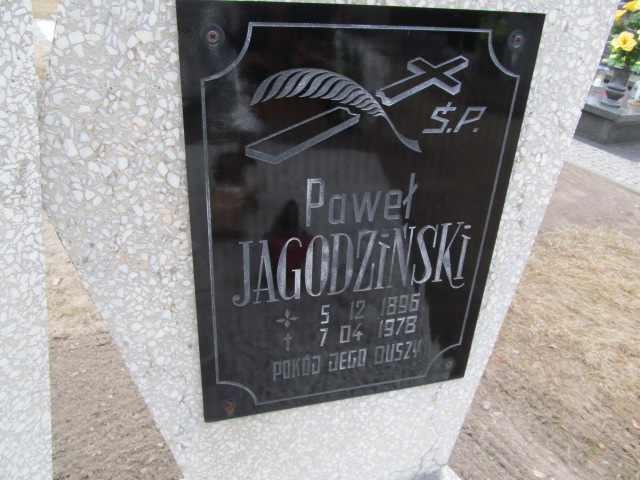 Ś.P.
Paweł
JAGODZiŃSKi
5 12 1896
† 7 04 1978
POKÓJ JEGO DUSZY